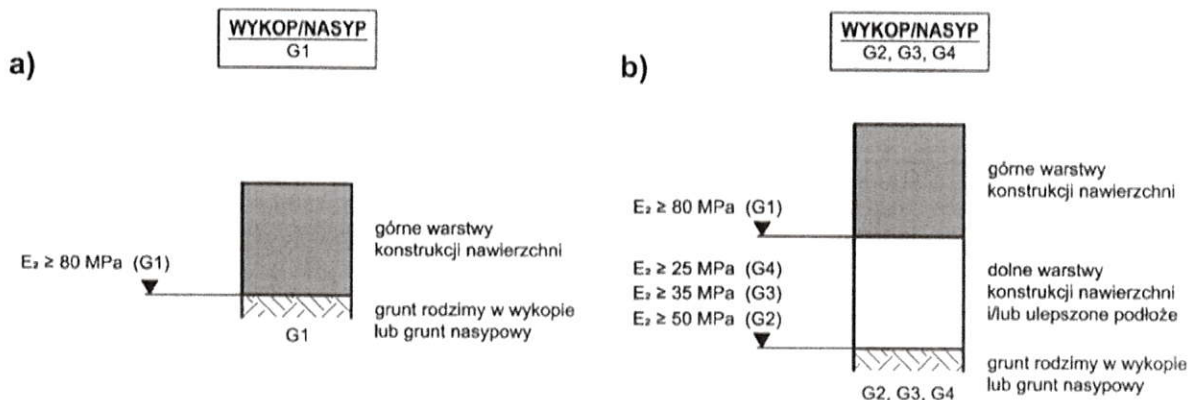 a)
WYKOP/NASYP
G1
E₂ ≥ 80 MPa (G1)
górne warstwy
konstrukcji nawierzchni
grunt rodzimy w wykopie
lub grunt nasypowy
G1
b)
WYKOP/NASYP
G2, G3, G4
E₂ ≥ 80 MPa (G1)
górne warstwy
konstrukcji nawierzchni
E₂ ≥ 25 MPa (G4)
E₂ ≥ 35 MPa (G3)
E₂ ≥ 50 MPa (G2)
dolne warstwy
konstrukcji nawierzchni
i/lub ulepszone podłoże
grunt rodzimy w wykopie
lub grunt nasypowy
G2, G3, G4